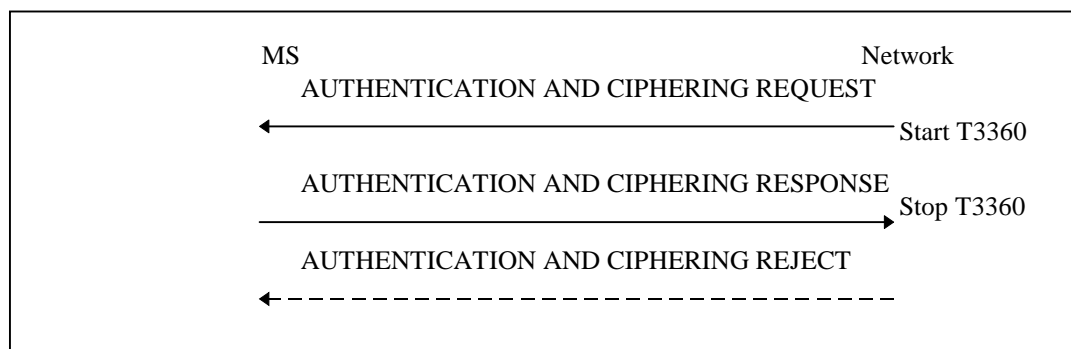 MS Network
AUTHENTICATION AND CIPHERING REQUEST
Start T3360
AUTHENTICATION AND CIPHERING RESPONSE
Stop T3360
AUTHENTICATION AND CIPHERING REJECT